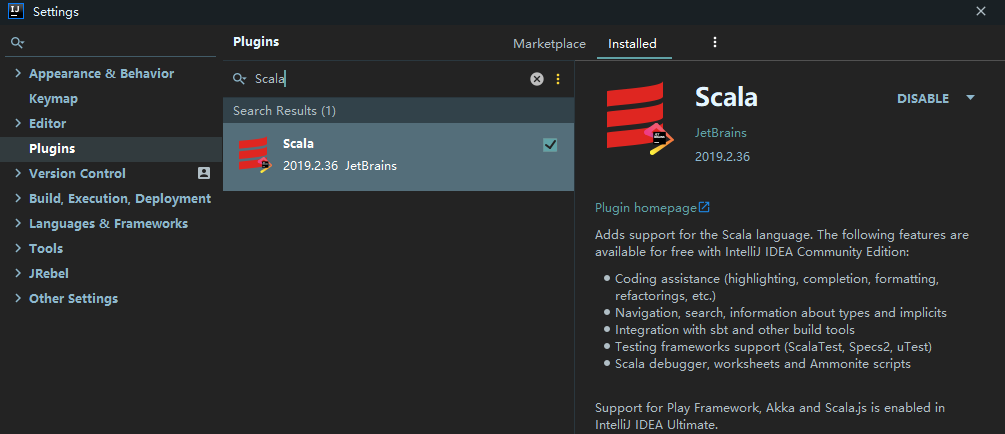 Settings
Appearance & Behavior
Keymap
Editor
Plugins
Version Control
Build, Execution, Deployment
Languages & Frameworks
Tools
JRebel
Other Settings
Plugins
Marketplace
Installed
Scala
Search Results (1)
Scala
2019.2.36 JetBrains
Scala
DISABLE
JetBrains
2019.2.36
Plugin homepage
Adds support for the Scala language. The following features are
available for free with IntelliJ IDEA Community Edition:
Coding assistance (highlighting, completion, formatting,
refactorings, etc.)
Navigation, search, information about types and implicits
Integration with sbt and other build tools
Testing frameworks support (ScalaTest, Specs2, uTest)
Scala debugger, worksheets and Ammonite scripts
Support for Play Framework, Akka and Scala.js is enabled in
IntelliJ IDEA Ultimate.